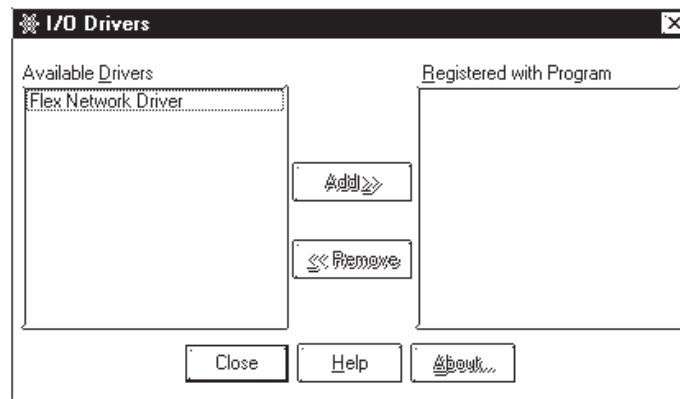 I/O Drivers
Available Drivers
Registered with Program
Flex Network Driver
Add>>
<< Remove
Close
Help
About...